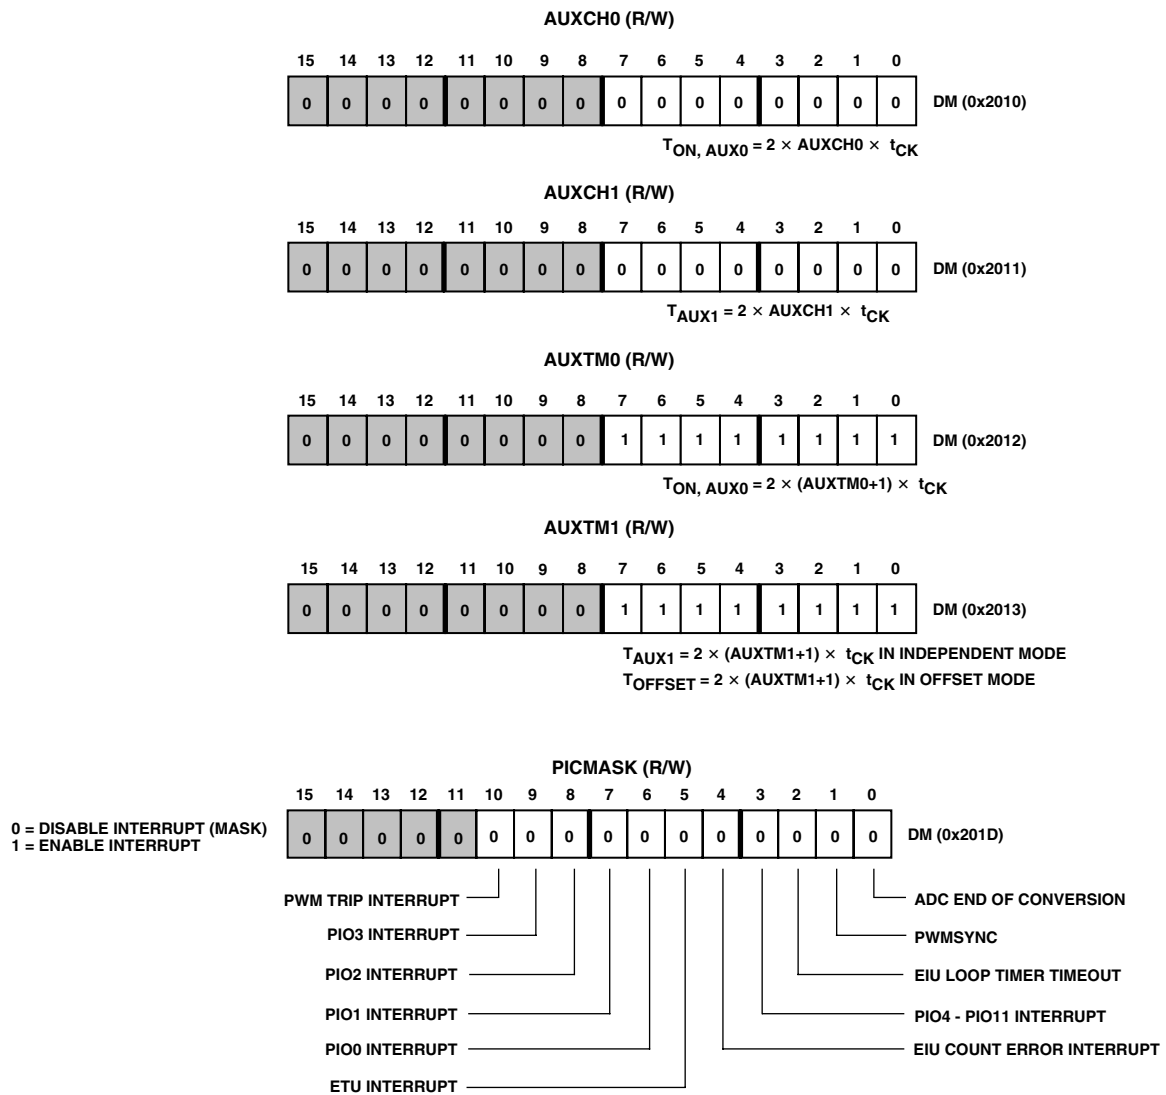 AUXCH0 (R/W)
15 14 13 12 11 10 9 8 7 6 5 4 3 2 1 0
0 0 0 0 0 0 0 0 0 0 0 0 0 0 0 0 DM (0x2010)
TON, AUX0 = 2 × AUXCH0 × tCK
AUXCH1 (R/W)
15 14 13 12 11 10 9 8 7 6 5 4 3 2 1 0
0 0 0 0 0 0 0 0 0 0 0 0 0 0 0 0 DM (0x2011)
TAUX1 = 2 × AUXCH1 × tCK
AUXTM0 (R/W)
15 14 13 12 11 10 9 8 7 6 5 4 3 2 1 0
0 0 0 0 0 0 0 0 1 1 1 1 1 1 1 1 DM (0x2012)
TON, AUX0 = 2 × (AUXTM0+1) × tCK
AUXTM1 (R/W)
15 14 13 12 11 10 9 8 7 6 5 4 3 2 1 0
0 0 0 0 0 0 0 0 1 1 1 1 1 1 1 1 DM (0x2013)
TAUX1 = 2 × (AUXTM1+1) × tCK IN INDEPENDENT MODE
TOFFSET = 2 × (AUXTM1+1) × tCK IN OFFSET MODE
PICMASK (R/W)
15 14 13 12 11 10 9 8 7 6 5 4 3 2 1 0
0 = DISABLE INTERRUPT (MASK)
1 = ENABLE INTERRUPT
0 0 0 0 0 0 0 0 0 0 0 0 0 0 0 0 DM (0x201D)
PWM TRIP INTERRUPT
ADC END OF CONVERSION
PIO3 INTERRUPT
PWMSYNC
PIO2 INTERRUPT
EIU LOOP TIMER TIMEOUT
PIO1 INTERRUPT
PIO4 - PIO11 INTERRUPT
PIO0 INTERRUPT
EIU COUNT ERROR INTERRUPT
ETU INTERRUPT